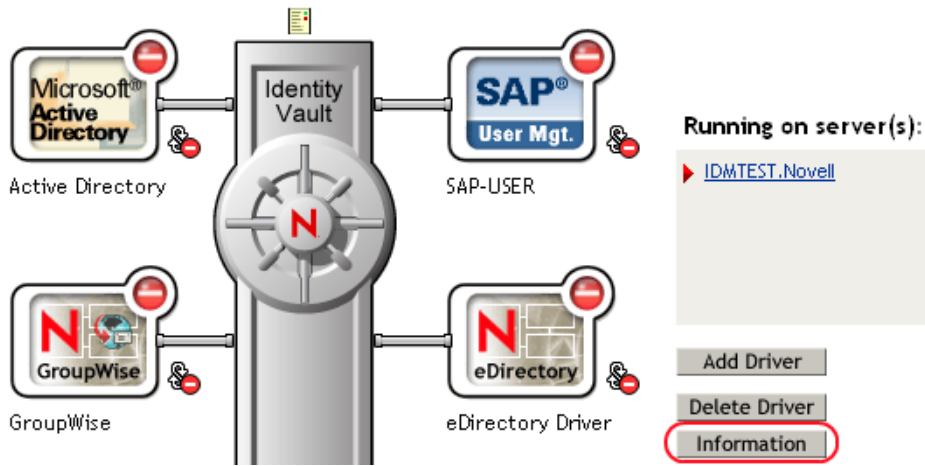 Microsoft®
Active
Directory
Active Directory
Identity
Vault
SAP®
User Mgt.
SAP-USER
N
N
GroupWise
GroupWise
N
eDirectory
eDirectory Driver
Running on server(s):
IDMTEST.Novell
Add Driver
Delete Driver
Information